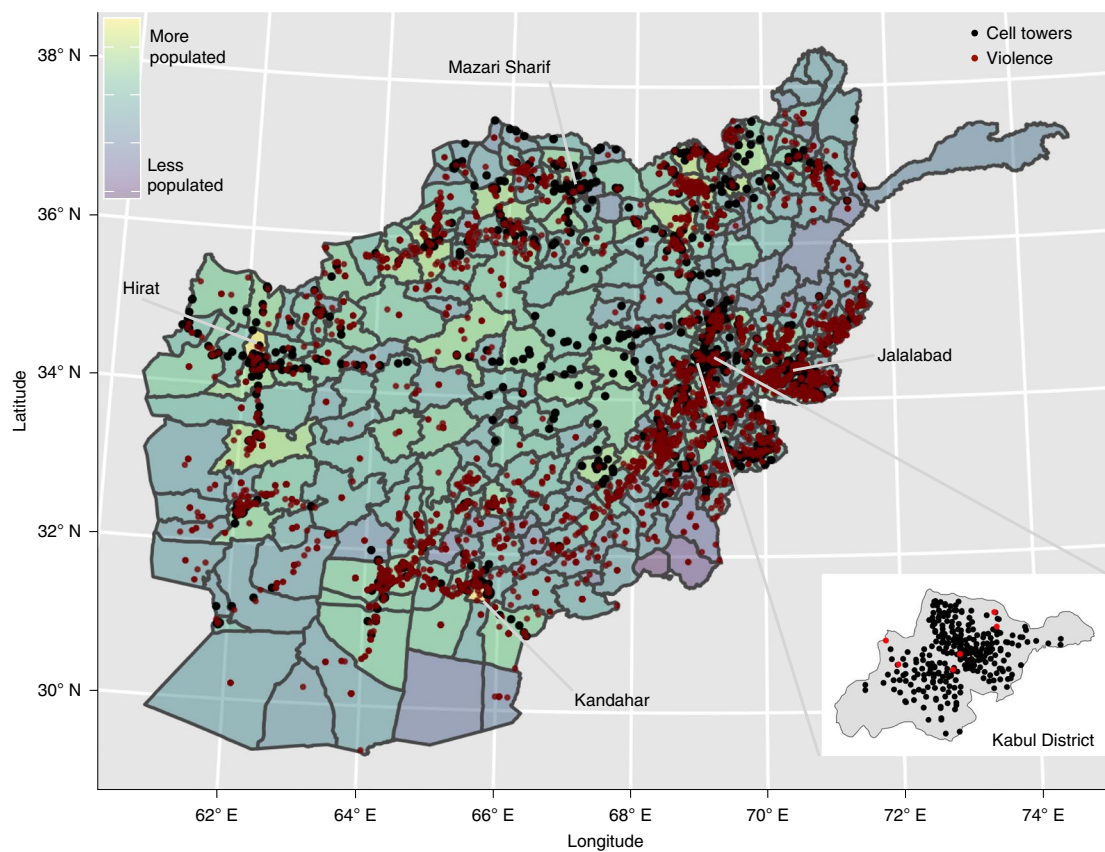 More
populated
Less
populated
Cell towers
Violence
Mazari Sharif
Hirat
Jalalabad
Kandahar
Kabul District
38° N
36° N
34° N
32° N
30° N
Latitude
62° E
64° E
66° E
68° E
70° E
72° E
74° E
Longitude